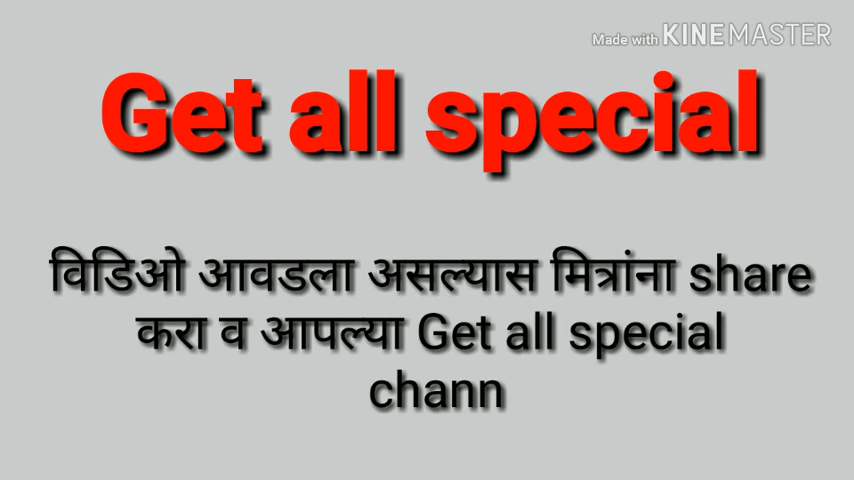 Made with KINEMASTER
Get all special
विडिओ आवडला असल्यास मित्रांना share
करा व आपल्या Get all special
chann